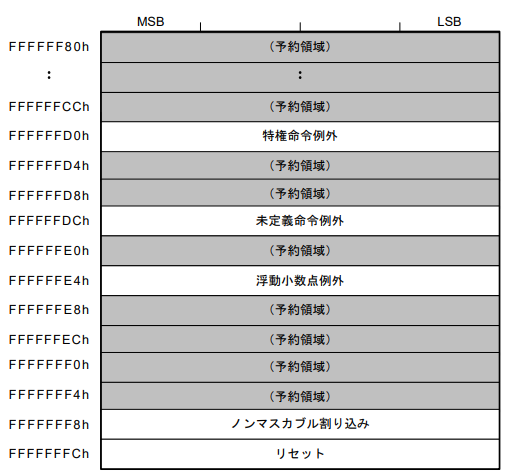 MSB LSB
FFFFFF80h （予約領域）
： ：
FFFFFFCCh （予約領域）
FFFFFFD0h 特権命令例外
FFFFFFD4h （予約領域）
FFFFFFD8h （予約領域）
FFFFFFDCh 未定義命令例外
FFFFFFE0h （予約領域）
FFFFFFE4h 浮動小数点例外
FFFFFFE8h （予約領域）
FFFFFFECh （予約領域）
FFFFFFF0h （予約領域）
FFFFFFF4h （予約領域）
FFFFFFF8h ノンマスカブル割り込み
FFFFFFFCh リセット